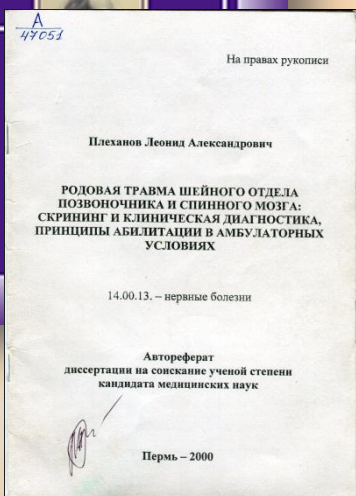 А
47051
На правах рукописи
Плеханов Леонид Александрович
РОДОВАЯ ТРАВМА ШЕЙНОГО ОТДЕЛА
ПОЗВОНОЧНИКА И СПИННОГО МОЗГА:
СКРИНИНГ И КЛИНИЧЕСКАЯ ДИАГНОСТИКА,
ПРИНЦИПЫ АБИЛИТАЦИИ В АМБУЛАТОРНЫХ
УСЛОВИЯХ
14.00.13. – нервные болезни
Автореферат
диссертации на соискание ученой степени
кандидата медицинских наук
Пермь – 2000